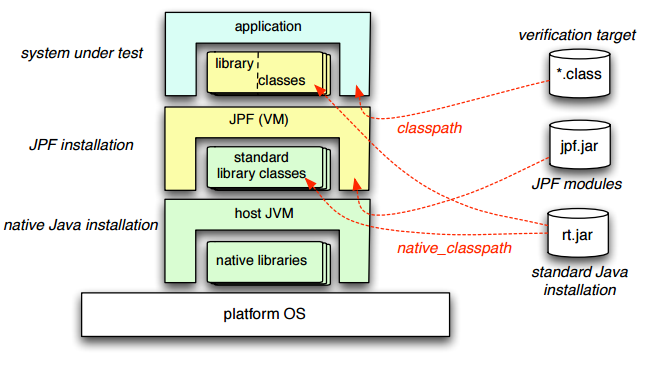 application
system under test
library
classes
verification target
*.class
classpath
JPF (VM)
JPF installation
standard
library classes
jpf.jar
JPF modules
host JVM
native Java installation
native libraries
native_classpath
rt.jar
standard Java
installation
platform OS